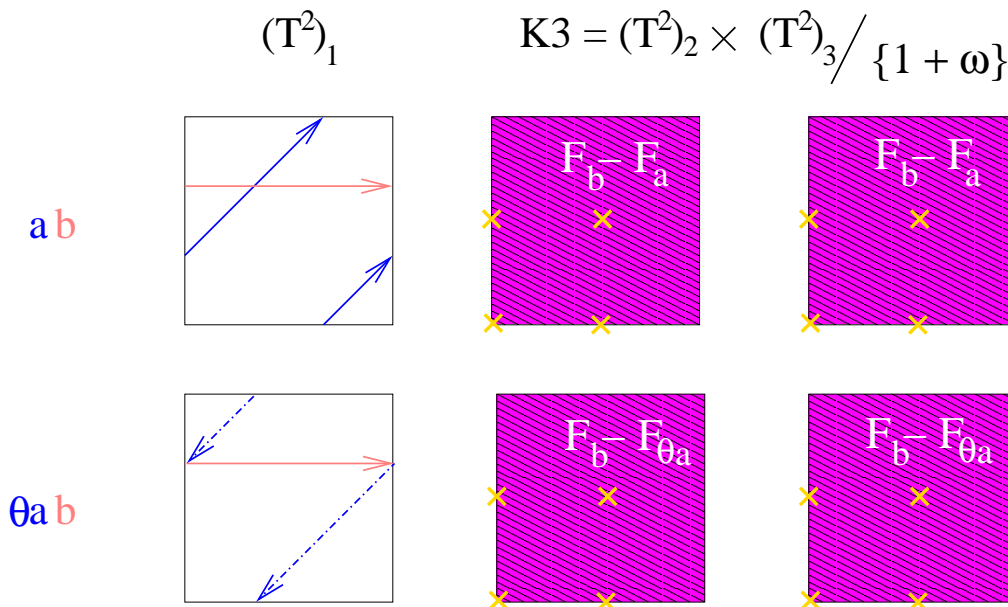 (T²)₁ K3 = (T²)₂ × (T²)₃ / {1 + ω}
F_b − F_a F_b − F_a
a b
F_b − F_θa F_b − F_θa
θa b